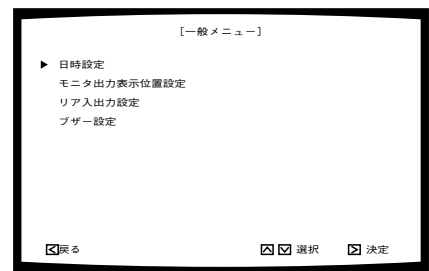 [一般メニュー]
▶ 日時設定
モニタ出力表示位置設定
リア入出力設定
ブザー設定
戻る 選択 決定